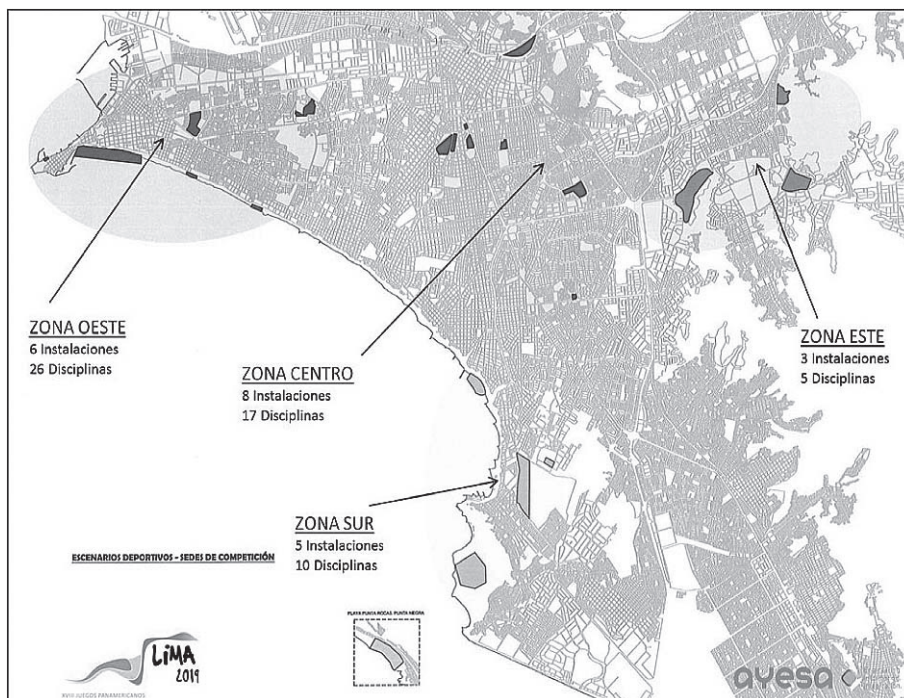 ZONA OESTE
6 Instalaciones
26 Disciplinas
ZONA CENTRO
8 Instalaciones
17 Disciplinas
ZONA ESTE
3 Instalaciones
5 Disciplinas
ZONA SUR
5 Instalaciones
10 Disciplinas
ESCENARIOS DEPORTIVOS - SEDES DE COMPETICIÓN
PLAYA PUNTA ROCAS, PUNTA NEGRA
LiMA
2019
XVIII JUEGOS PANAMERICANOS
ayesa